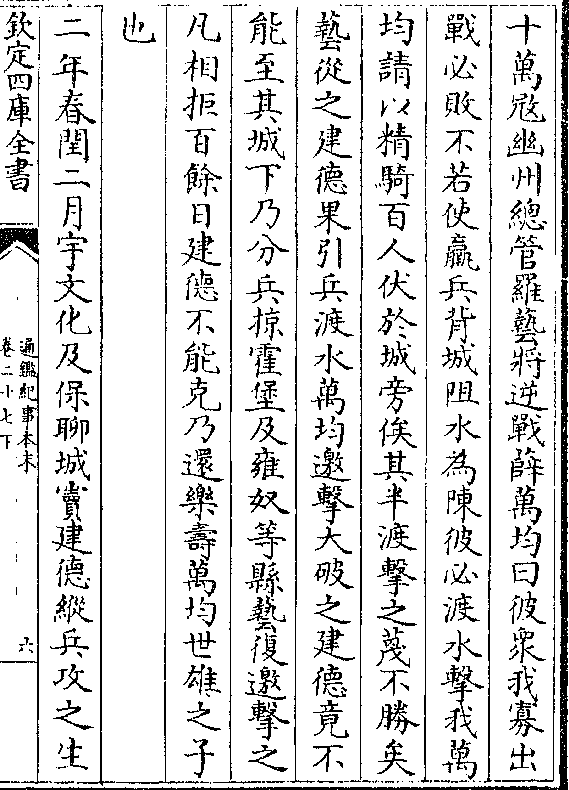 十萬𡨥幽州總管羅藝將逆戰薛萬均曰彼衆我寡出
戰必敗不若使羸兵背城阻水為陳彼必渡水擊我萬
均請以精騎百人伏於城旁俟其半渡擊之蔑不勝矣
藝從之建德果引兵渡水萬均邀擊大破之建德竟不
能至其城下乃分兵掠霍堡及雍奴等縣藝復邀擊之
凡相拒百餘日建德不能克乃還樂壽萬均世雄之子
也
二年春閏二月宇文化及保聊城竇建德縱兵攻之生
欽定四庫全書
通鑑紀事本末
卷二十七下
六